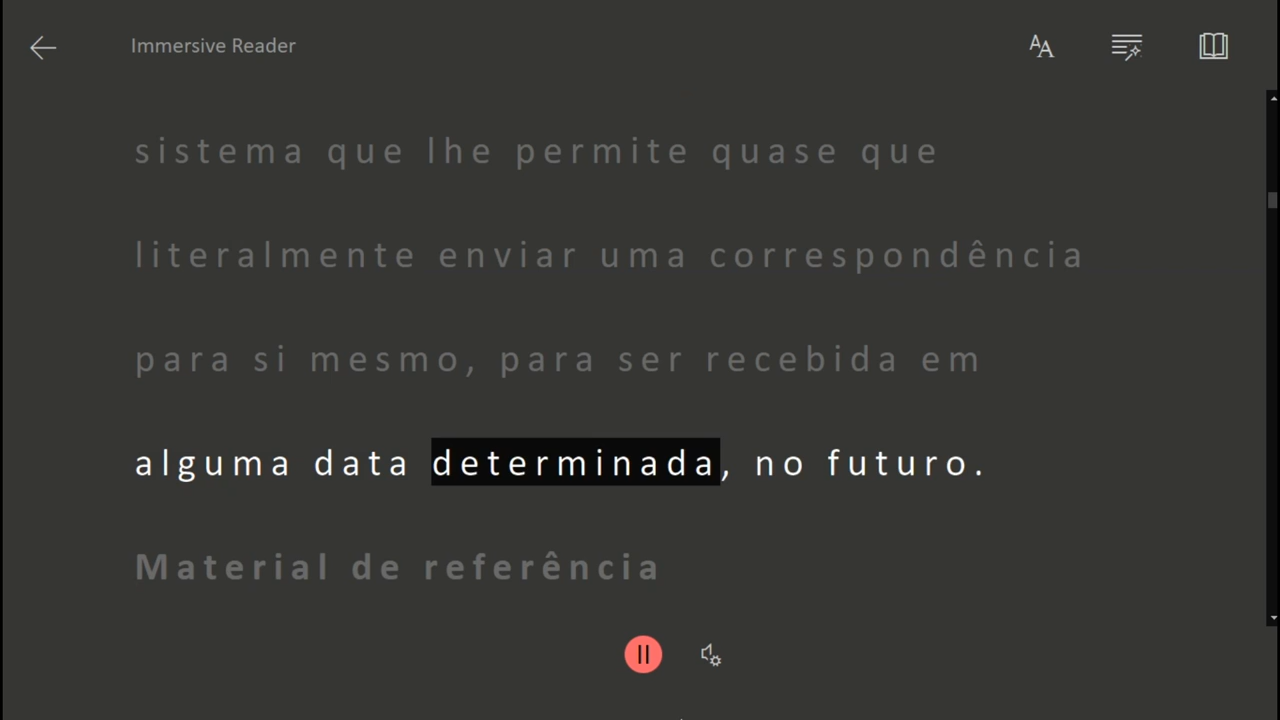 Immersive Reader
sistema que lhe permite quase que
literalmente enviar uma correspondência
para si mesmo, para ser recebida em
alguma data determinada, no futuro.
Material de referência